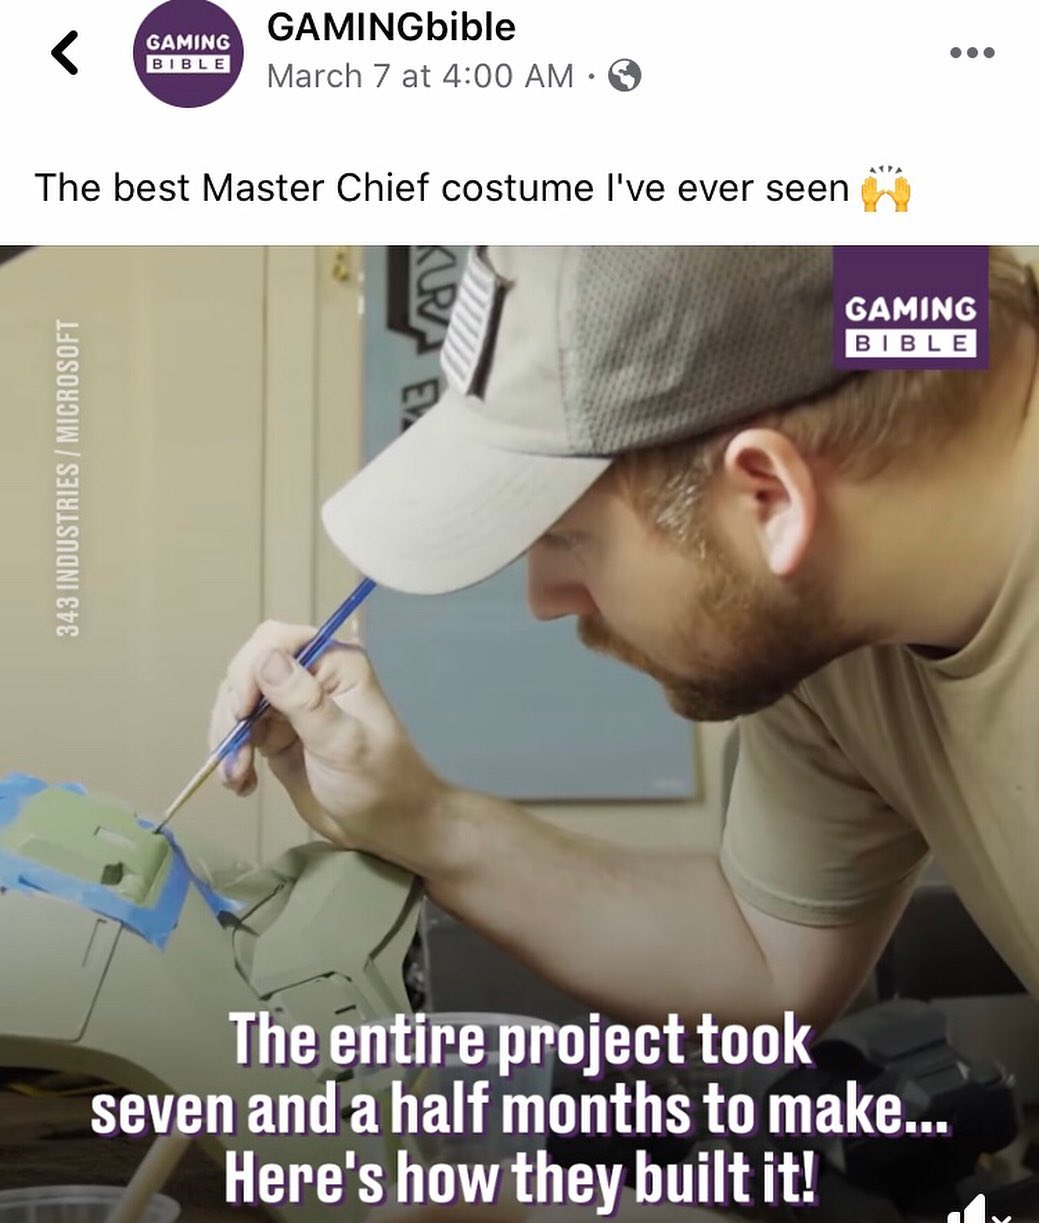 GAMING
BIBLE
GAMINGbible
March 7 at 4:00 AM ·
The best Master Chief costume I've ever seen 🙌
GAMING
BIBLE
343 INDUSTRIES / MICROSOFT
The entire project took
seven and a half months to make...
Here's how they built it!